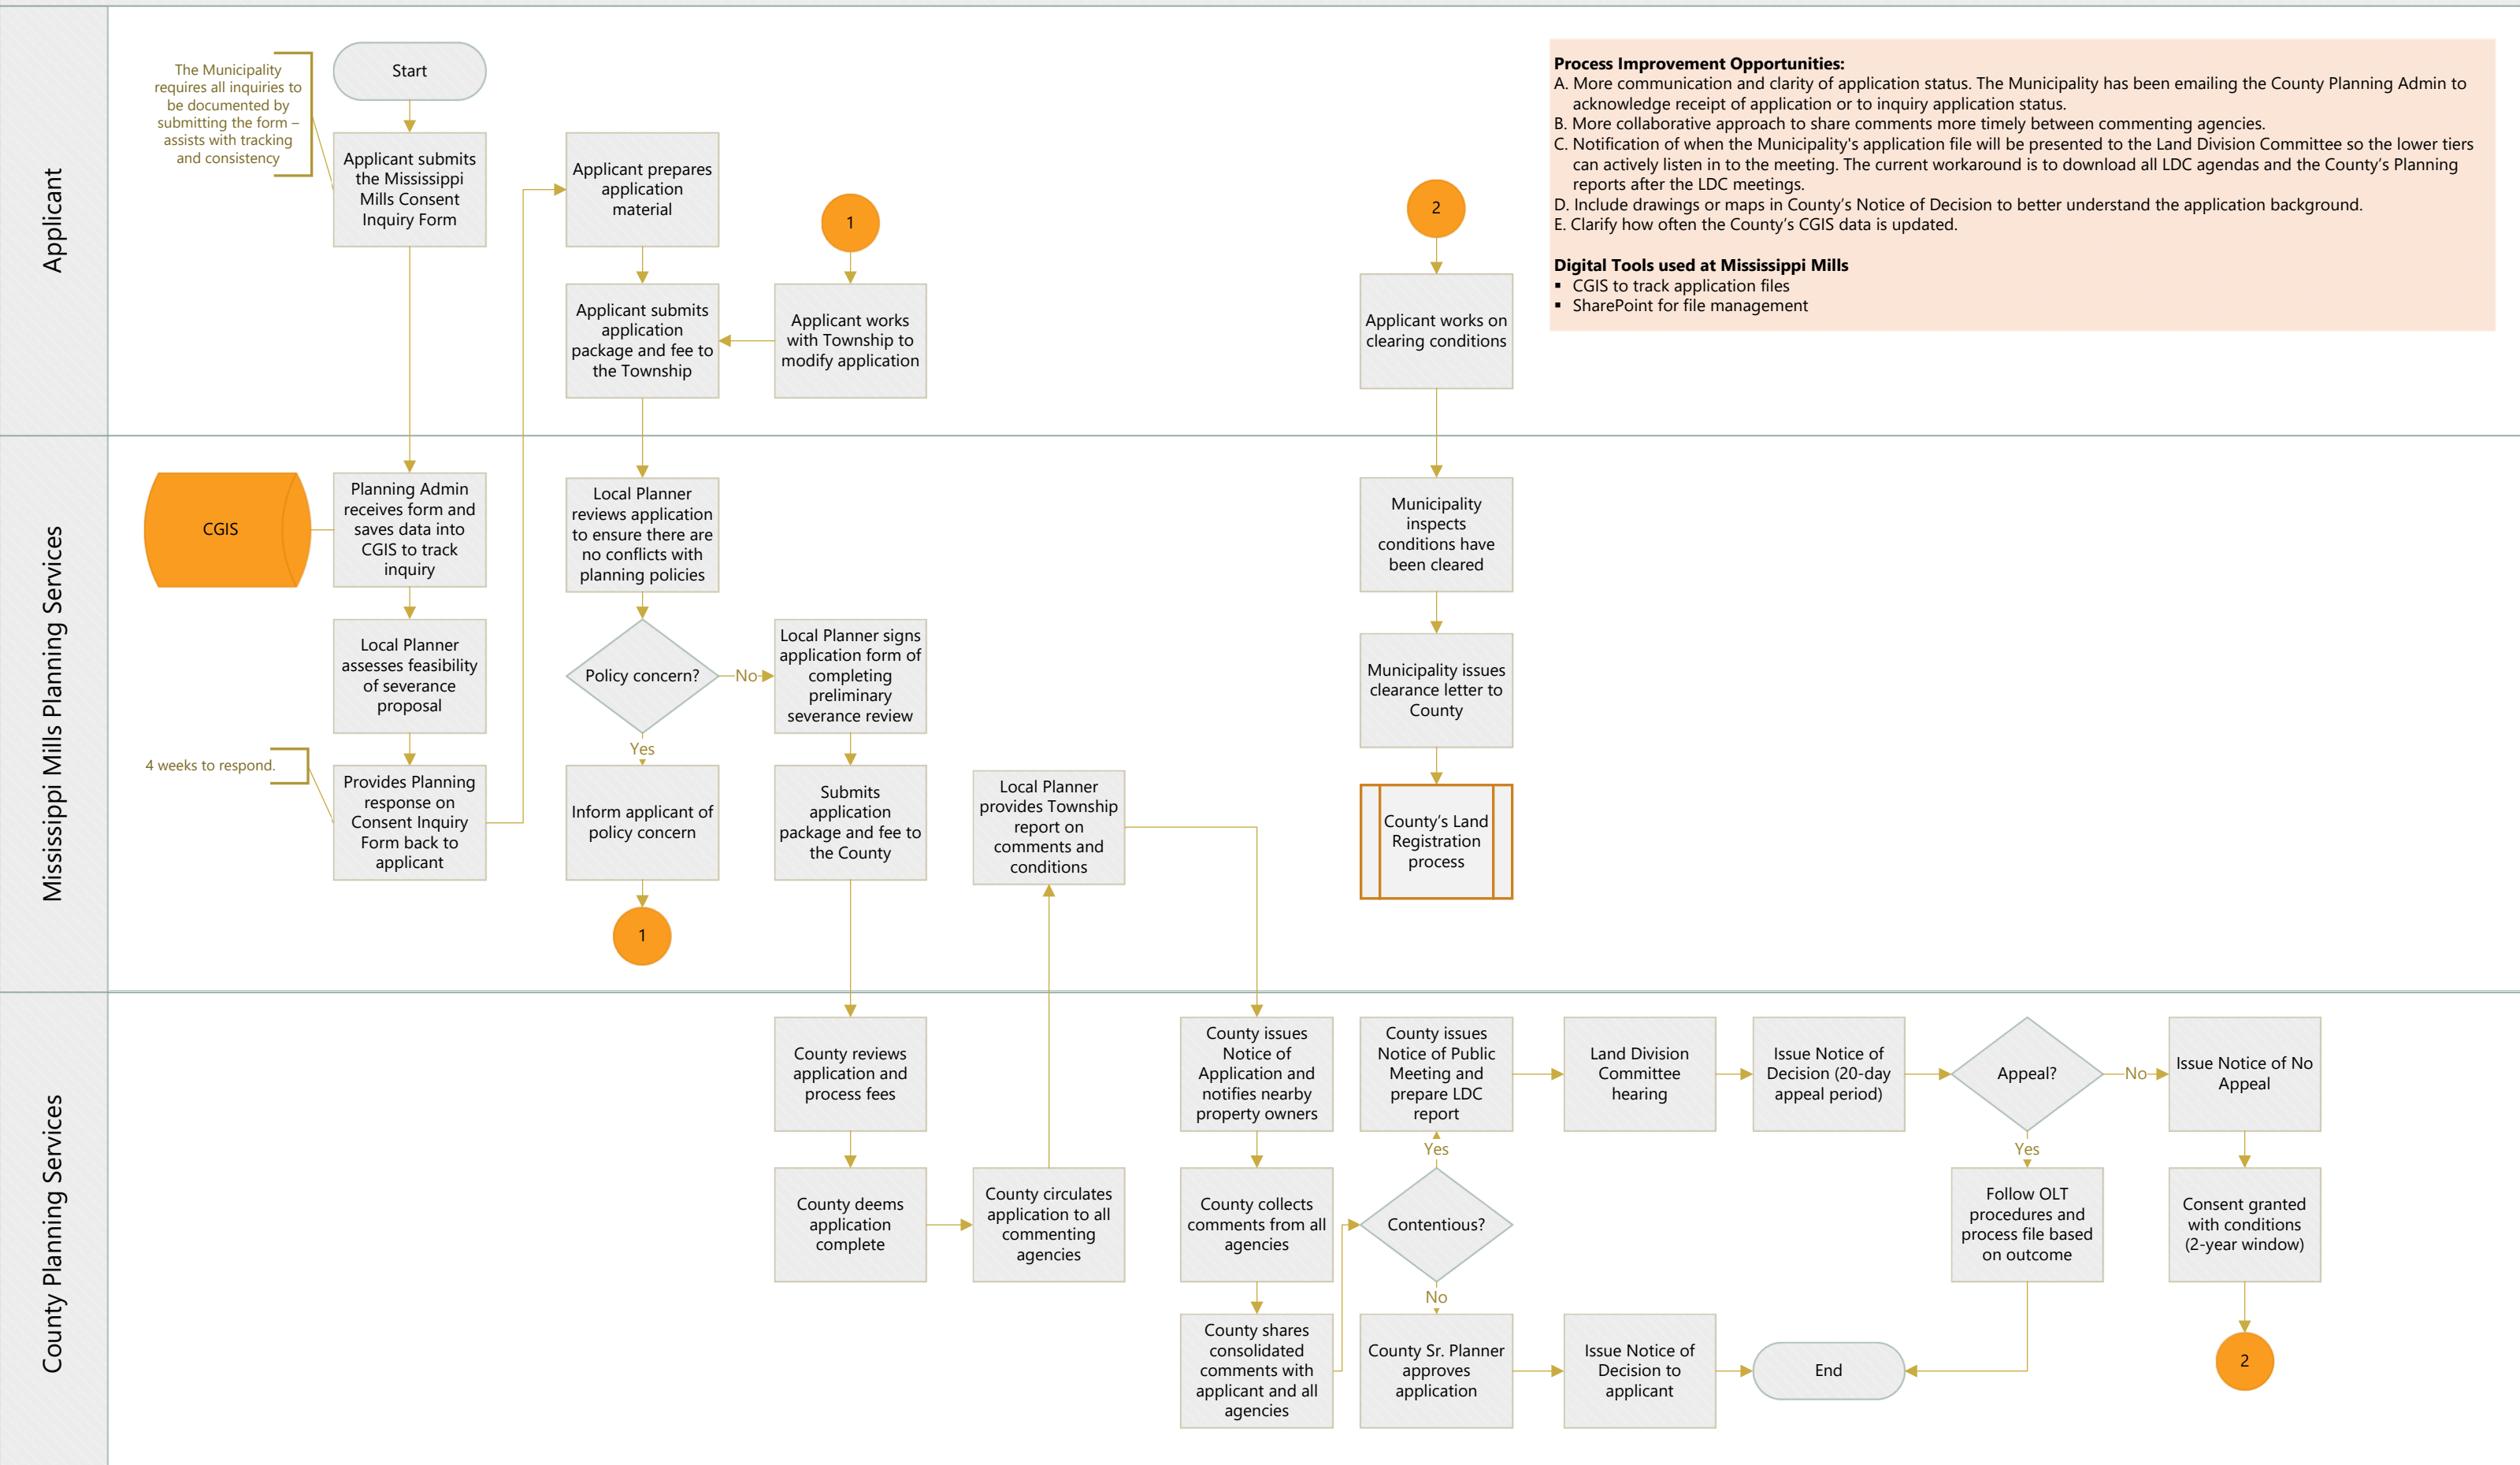 Applicant
The Municipality
requires all inquiries to
be documented by
submitting the form –
assists with tracking
and consistency
Start
Applicant submits
the Mississippi
Mills Consent
Inquiry Form
Applicant prepares
application
material
Applicant submits
application
package and fee to
the Township
1
Applicant works
with Township to
modify application
2
Applicant works on
clearing conditions
Process Improvement Opportunities:
A. More communication and clarity of application status. The Municipality has been emailing the County Planning Admin to
acknowledge receipt of application or to inquiry application status.
B. More collaborative approach to share comments more timely between commenting agencies.
C. Notification of when the Municipality's application file will be presented to the Land Division Committee so the lower tiers
can actively listen in to the meeting. The current workaround is to download all LDC agendas and the County’s Planning
reports after the LDC meetings.
D. Include drawings or maps in County’s Notice of Decision to better understand the application background.
E. Clarify how often the County’s CGIS data is updated.
Digital Tools used at Mississippi Mills
▪ CGIS to track application files
▪ SharePoint for file management
Mississippi Mills Planning Services
CGIS
Planning Admin
receives form and
saves data into
CGIS to track
inquiry
Local Planner
assesses feasibility
of severance
proposal
4 weeks to respond.
Provides Planning
response on
Consent Inquiry
Form back to
applicant
Local Planner
reviews application
to ensure there are
no conflicts with
planning policies
Policy concern?
No
Yes
Inform applicant of
policy concern
1
Local Planner signs
application form of
completing
preliminary
severance review
Submits
application
package and fee to
the County
Local Planner
provides Township
report on
comments and
conditions
Municipality
inspects
conditions have
been cleared
Municipality issues
clearance letter to
County
County’s Land
Registration
process
County Planning Services
County reviews
application and
process fees
County deems
application
complete
County circulates
application to all
commenting
agencies
County issues
Notice of
Application and
notifies nearby
property owners
County collects
comments from all
agencies
County shares
consolidated
comments with
applicant and all
agencies
County issues
Notice of Public
Meeting and
prepare LDC
report
Yes
Contentious?
No
County Sr. Planner
approves
application
Land Division
Committee
hearing
Issue Notice of
Decision to
applicant
Issue Notice of
Decision (20-day
appeal period)
End
Appeal?
No
Yes
Follow OLT
procedures and
process file based
on outcome
Issue Notice of No
Appeal
Consent granted
with conditions
(2-year window)
2